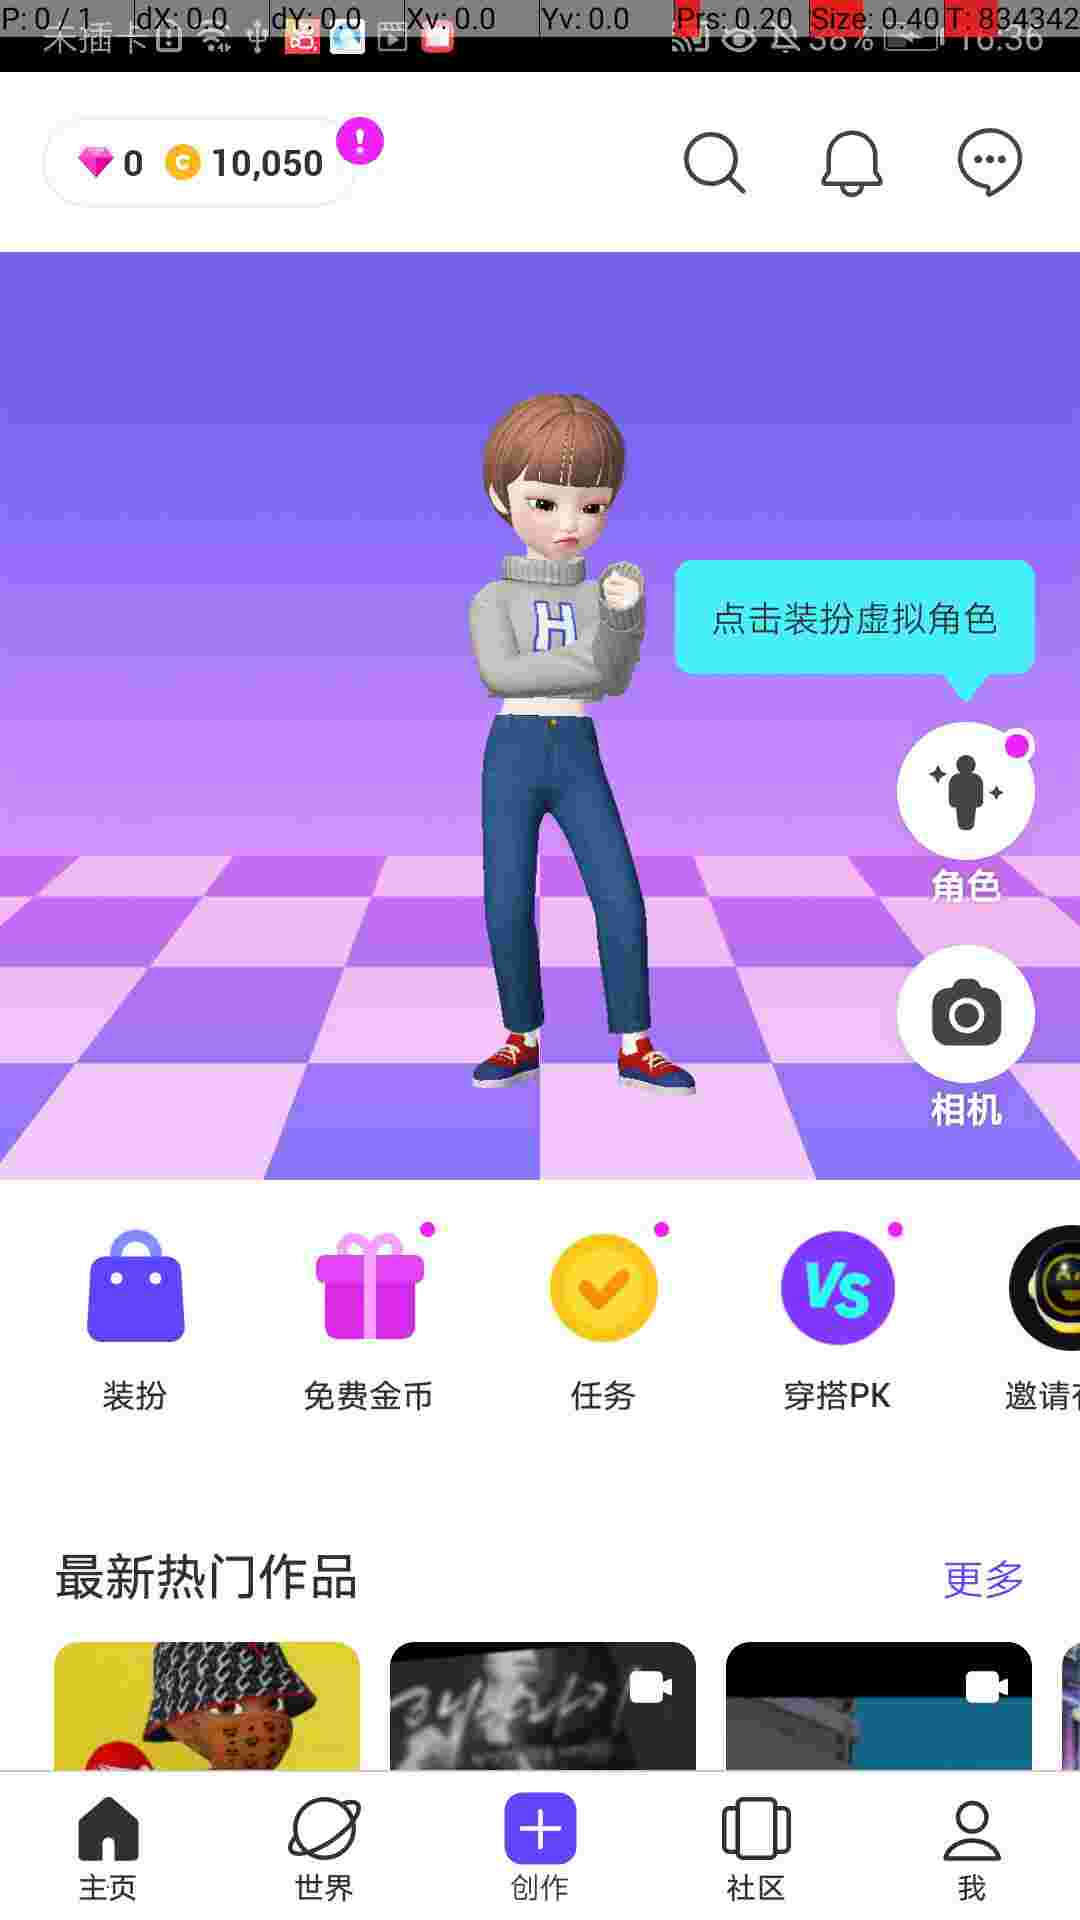 P: 0 / 1 dX: 0.0 dY: 0.0 Xv: 0.0 Yv: 0.0 Prs: 0.20 Size: 0.40 T: 834342
未插卡 38% 16:36
0 C 10,050 !
H
点击装扮虚拟角色
角色
相机
VS
装扮 免费金币 任务 穿搭PK 邀请
最新热门作品 更多
主页 世界 创作 社区 我